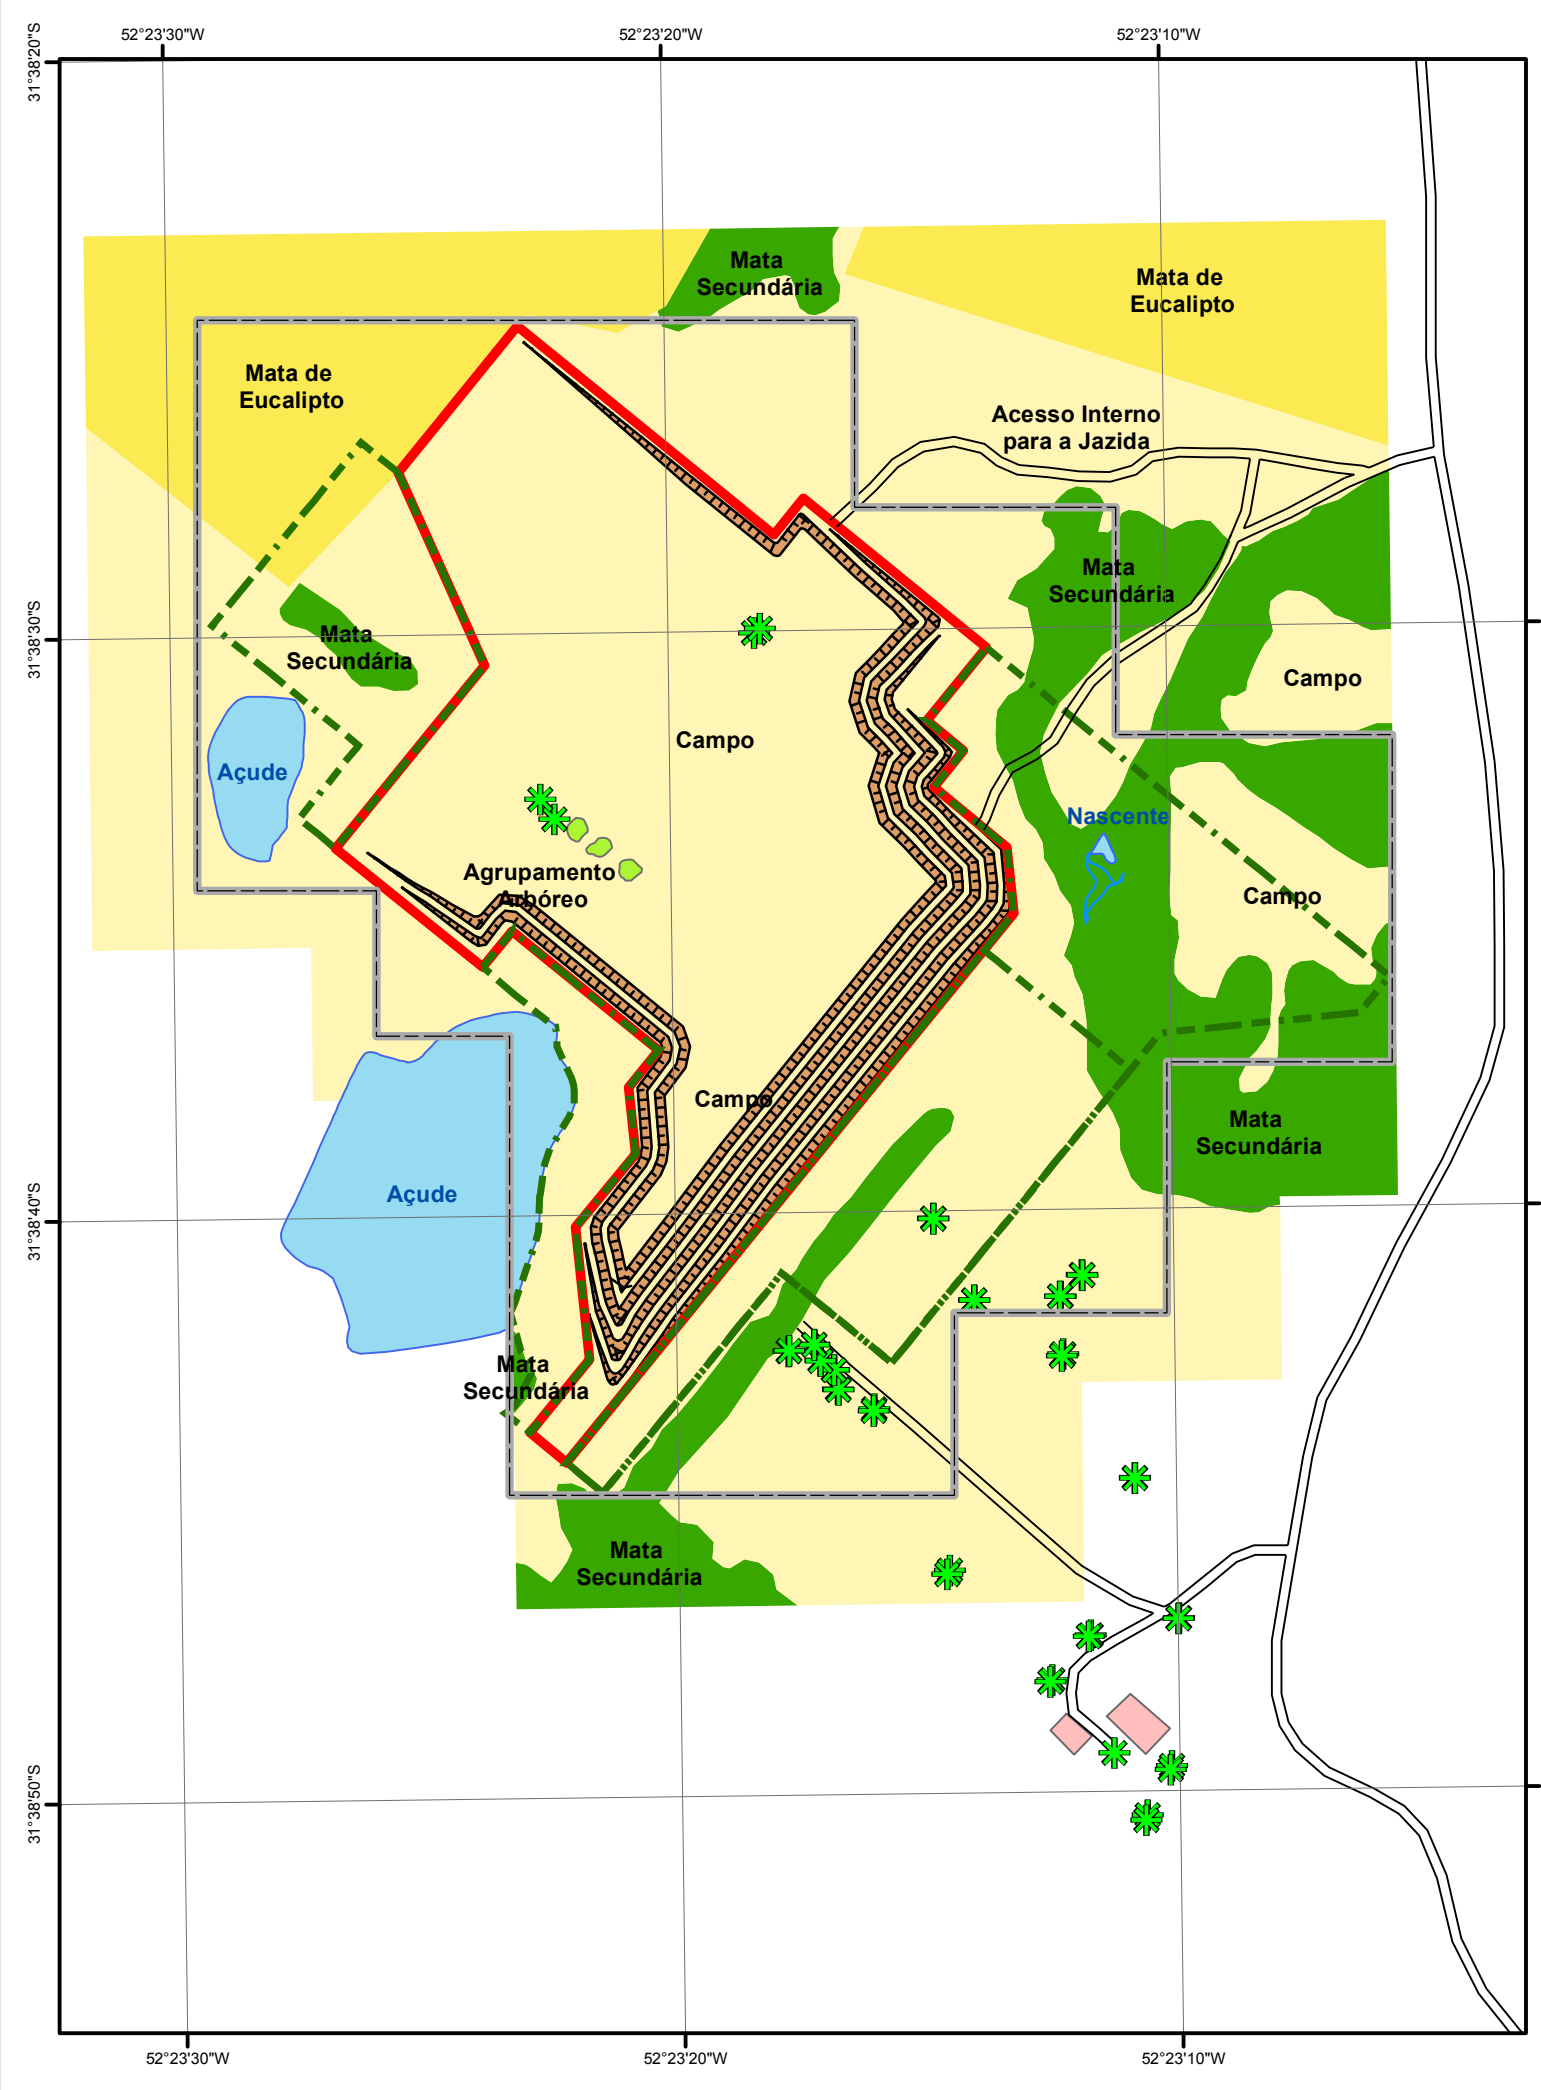 52°23'30"W
52°23'20"W
52°23'10"W
31°38'20"S
Mata
Secundária
Mata de
Eucalipto
Mata de
Eucalipto
Acesso Interno
para a Jazida
Mata
Secundária
31°38'30"S
Mata
Secundária
Campo
Campo
Açude
Nascente
Agrupamento
Arbóreo
Campo
Campo
Mata
Secundária
Açude
31°38'40"S
Mata
Secundária
Mata
Secundária
31°38'50"S
52°23'30"W
52°23'20"W
52°23'10"W